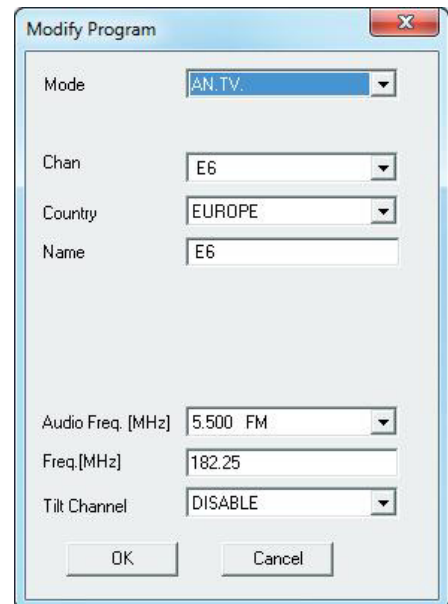 Modify Program
Mode AN.TV.
Chan E6
Country EUROPE
Name E6
Audio Freq. [MHz] 5.500 FM
Freq.[MHz] 182.25
Tilt Channel DISABLE
OK Cancel